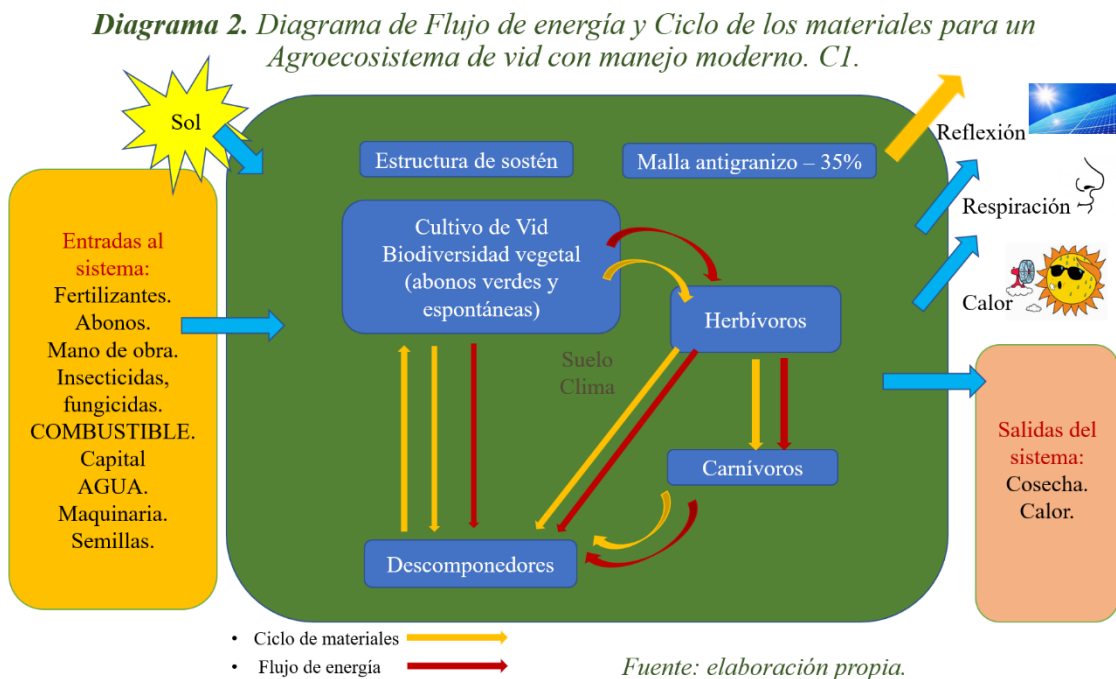 Diagrama 2. Diagrama de Flujo de energía y Ciclo de los materiales para un
Agroecosistema de vid con manejo moderno. C1.
Sol
Entradas al
sistema:
Fertilizantes.
Abonos.
Mano de obra.
Insecticidas,
fungicidas.
COMBUSTIBLE.
Capital
AGUA.
Maquinaria.
Semillas.
Estructura de sostén
Malla antigranizo – 35%
Cultivo de Vid
Biodiversidad vegetal
(abonos verdes y
espontáneas)
Herbívoros
Suelo
Clima
Carnívoros
Descomponedores
Reflexión
Respiración
Calor
Salidas del
sistema:
Cosecha.
Calor.
• Ciclo de materiales
• Flujo de energía
Fuente: elaboración propia.